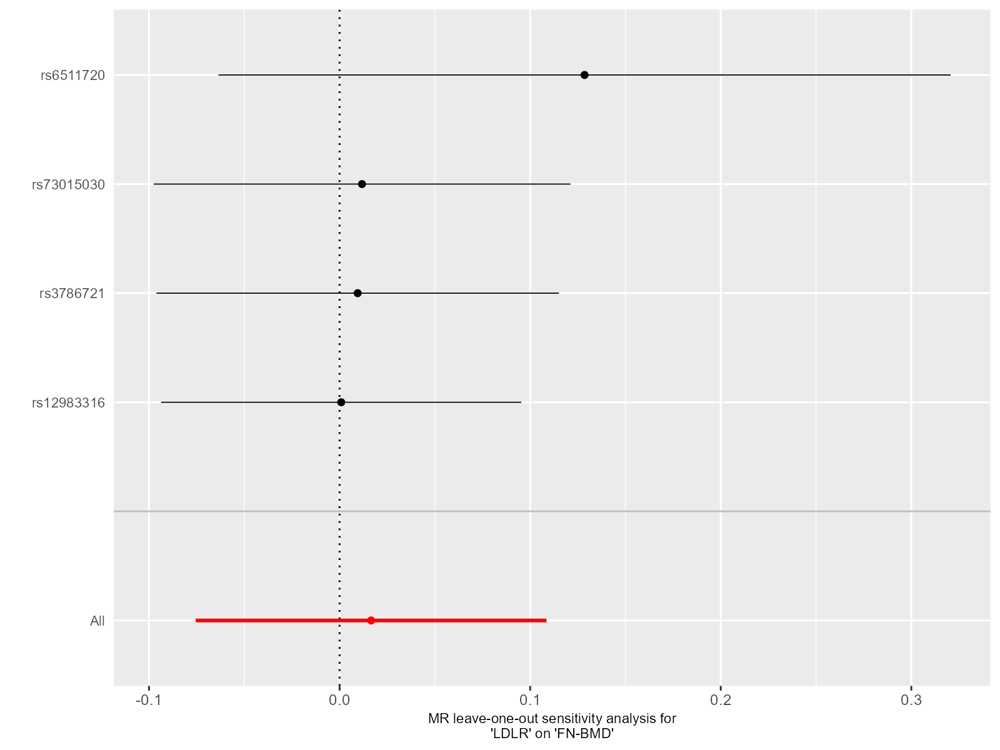 rs6511720
rs73015030
rs3786721
rs12983316
All
-0.1 0.0 0.1 0.2 0.3
MR leave-one-out sensitivity analysis for
'LDLR' on 'FN-BMD'